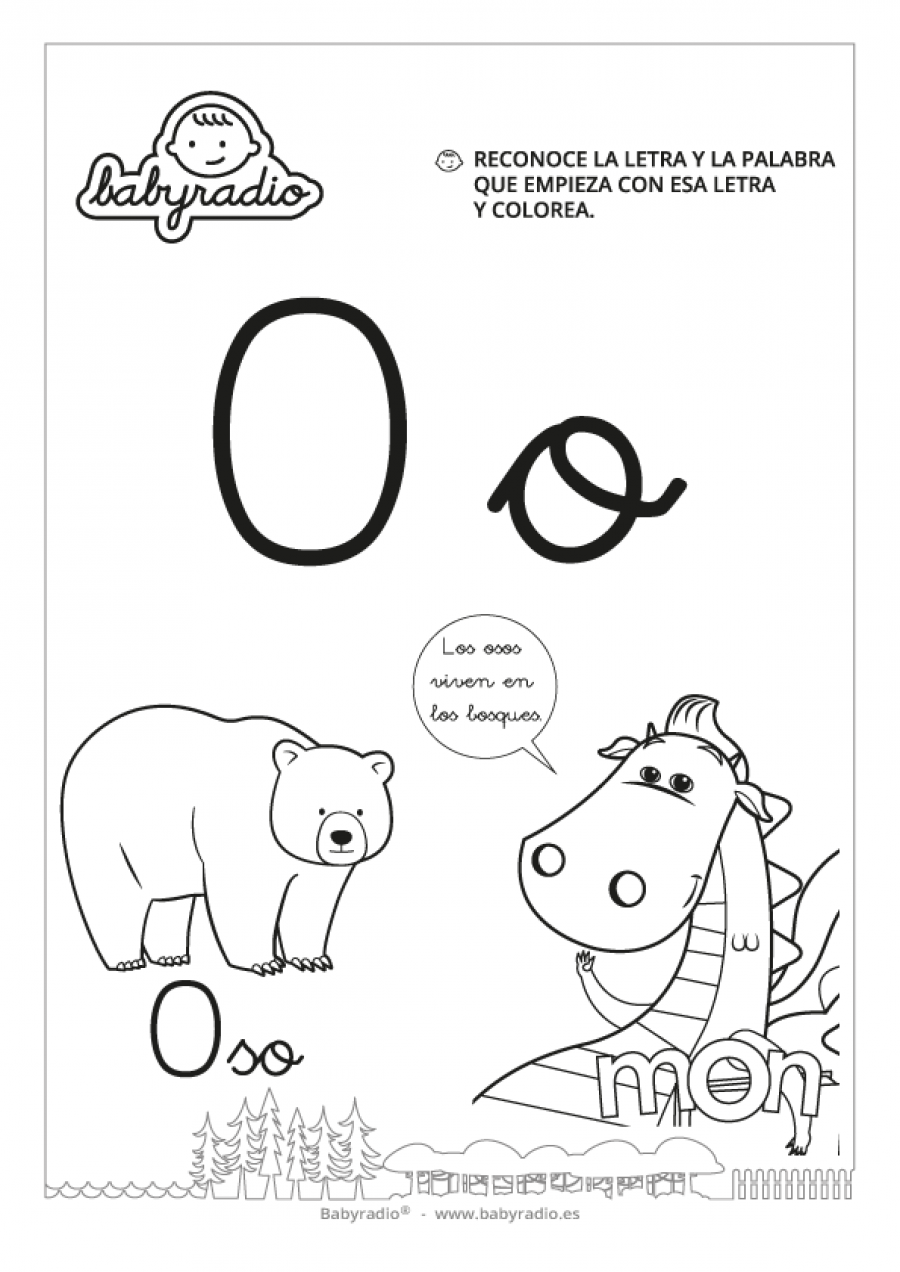 babyradio
RECONOCE LA LETRA Y LA PALABRA
QUE EMPIEZA CON ESA LETRA
Y COLOREA.
O o
Los osos
viven en
los bosques.
Oso
mon
Babyradio® - www.babyradio.es